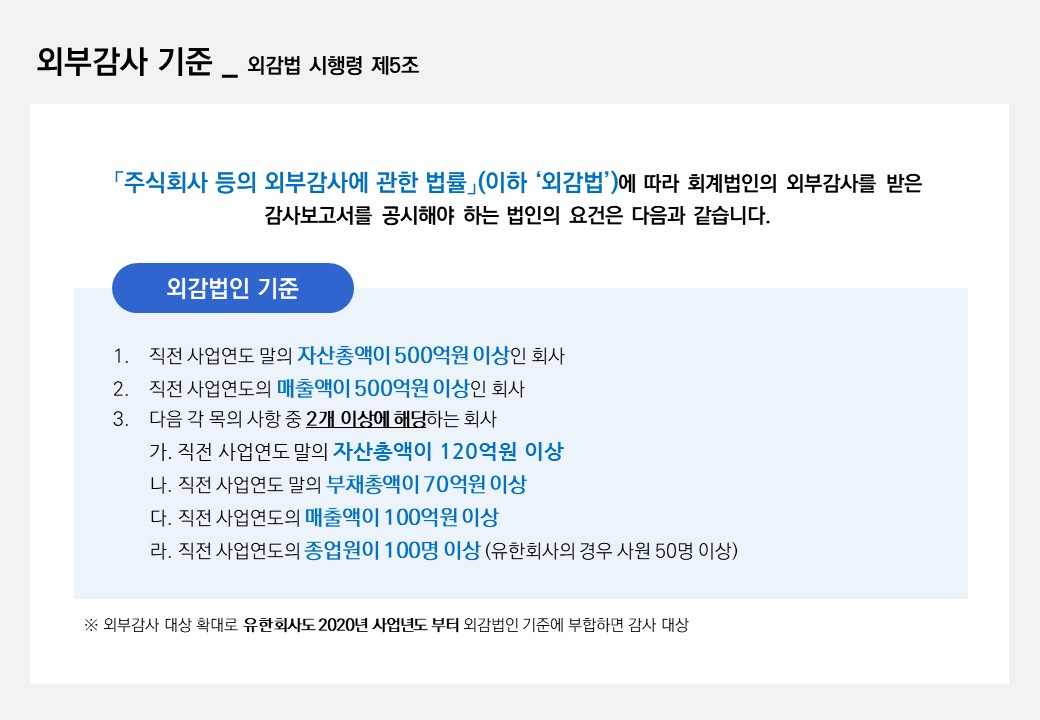 외부감사 기준 _ 외감법 시행령 제5조
「주식회사 등의 외부감사에 관한 법률」(이하 ‘외감법’)에 따라 회계법인의 외부감사를 받은
감사보고서를 공시해야 하는 법인의 요건은 다음과 같습니다.
외감법인 기준
1. 직전 사업연도 말의 자산총액이 500억원 이상인 회사
2. 직전 사업연도의 매출액이 500억원 이상인 회사
3. 다음 각 목의 사항 중 2개 이상에 해당하는 회사
가. 직전 사업연도 말의 자산총액이 120억원 이상
나. 직전 사업연도 말의 부채총액이 70억원 이상
다. 직전 사업연도의 매출액이 100억원 이상
라. 직전 사업연도의 종업원이 100명 이상 (유한회사의 경우 사원 50명 이상)
※ 외부감사 대상 확대로 유한회사도 2020년 사업년도 부터 외감법인 기준에 부합하면 감사 대상